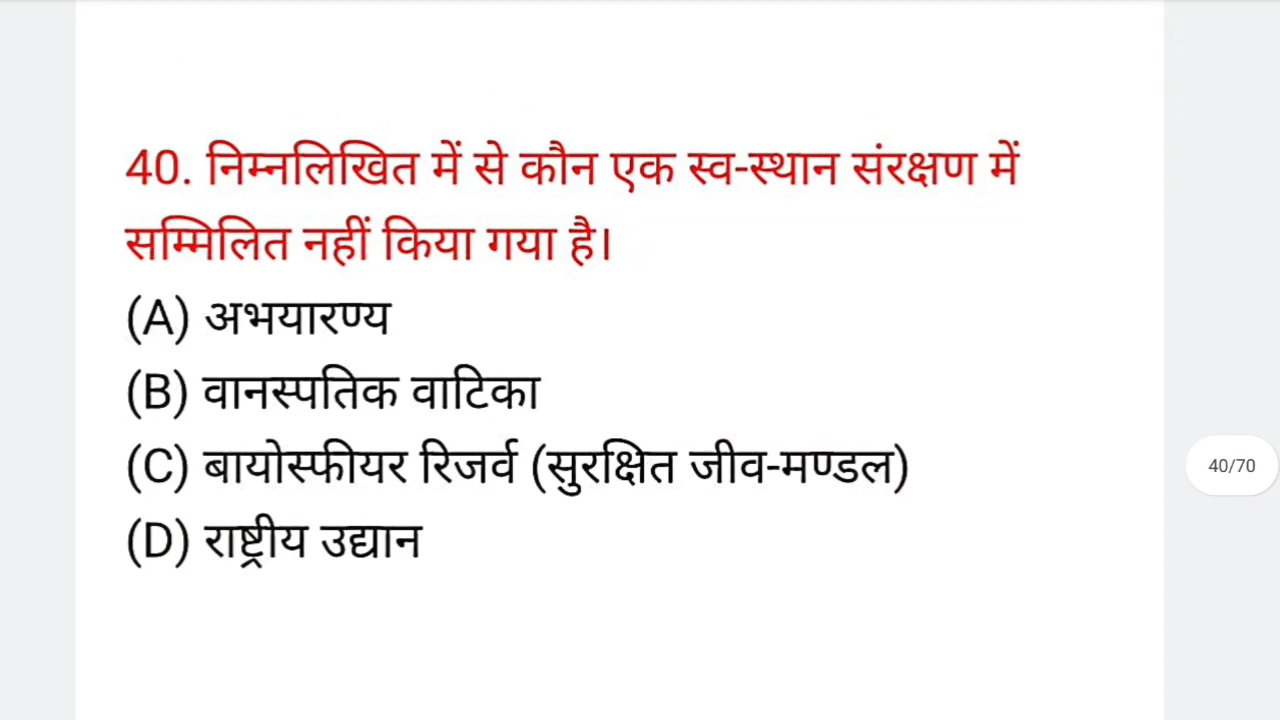 40. निम्नलिखित में से कौन एक स्व-स्थान संरक्षण में
सम्मिलित नहीं किया गया है।
(A) अभयारण्य
(B) वानस्पतिक वाटिका
(C) बायोस्फीयर रिजर्व (सुरक्षित जीव-मण्डल)
40/70
(D) राष्ट्रीय उद्यान